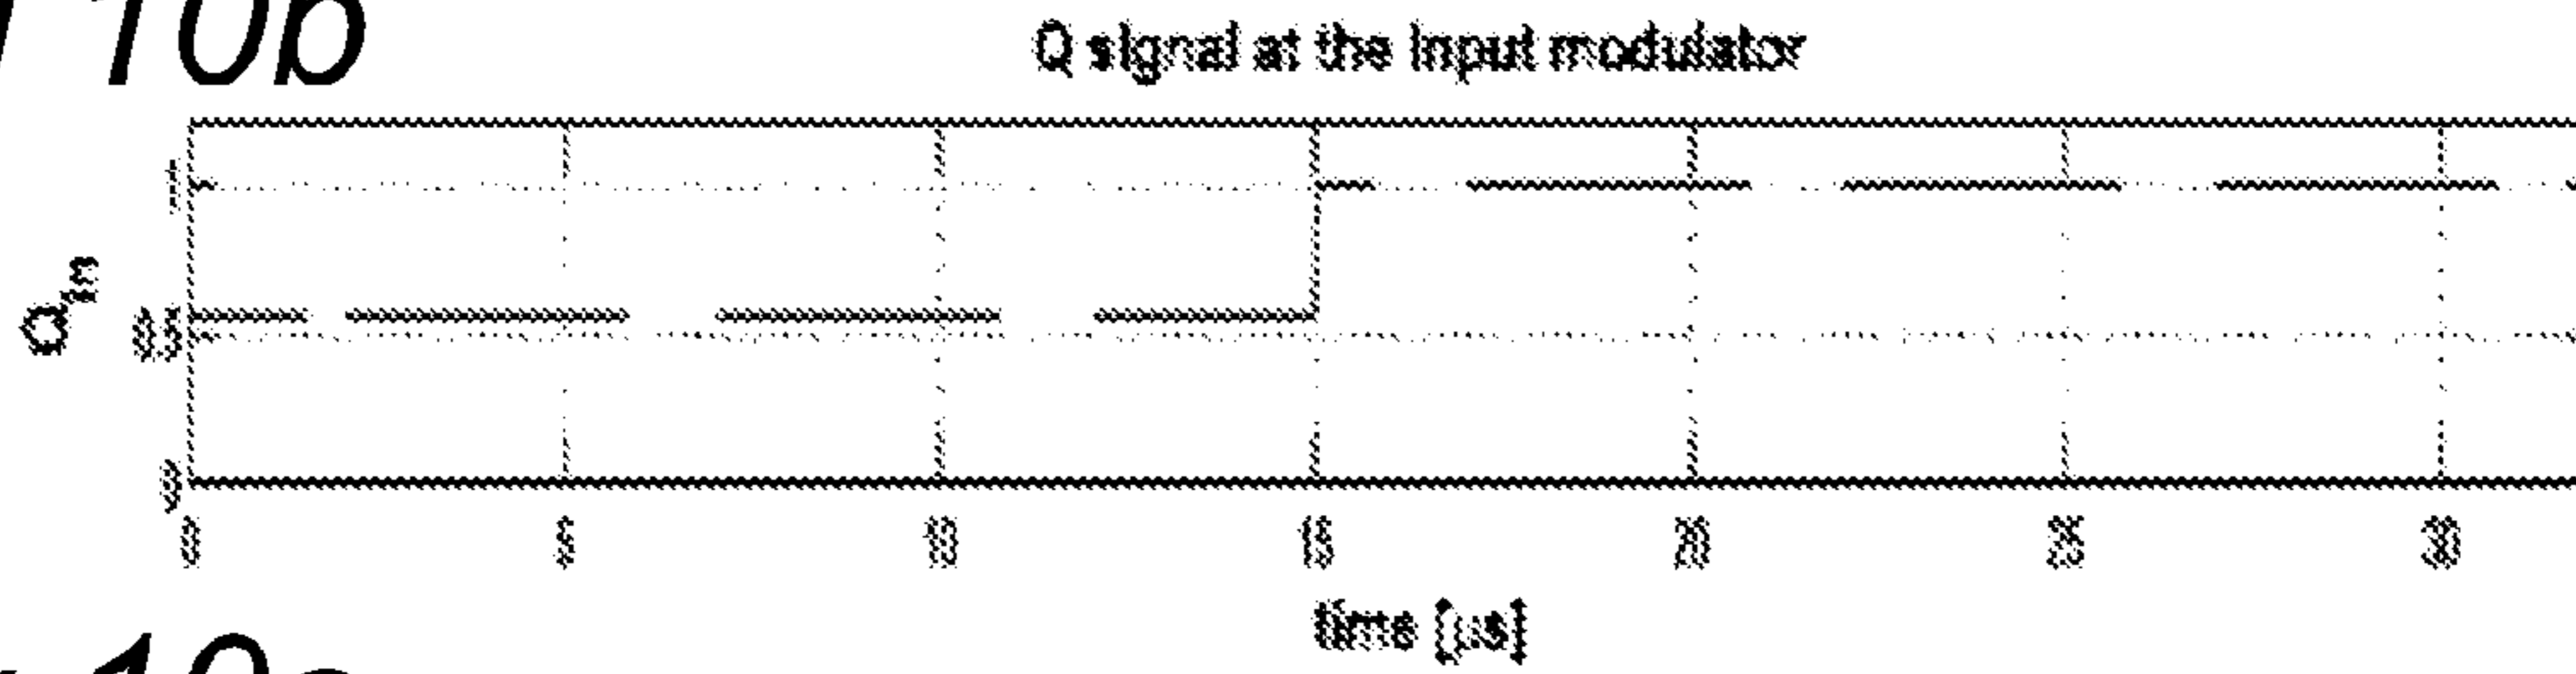 10b
Q signal at the input modulator
1
Q_in
0.5
0
0 5 10 15 20 25 30
time [μs]